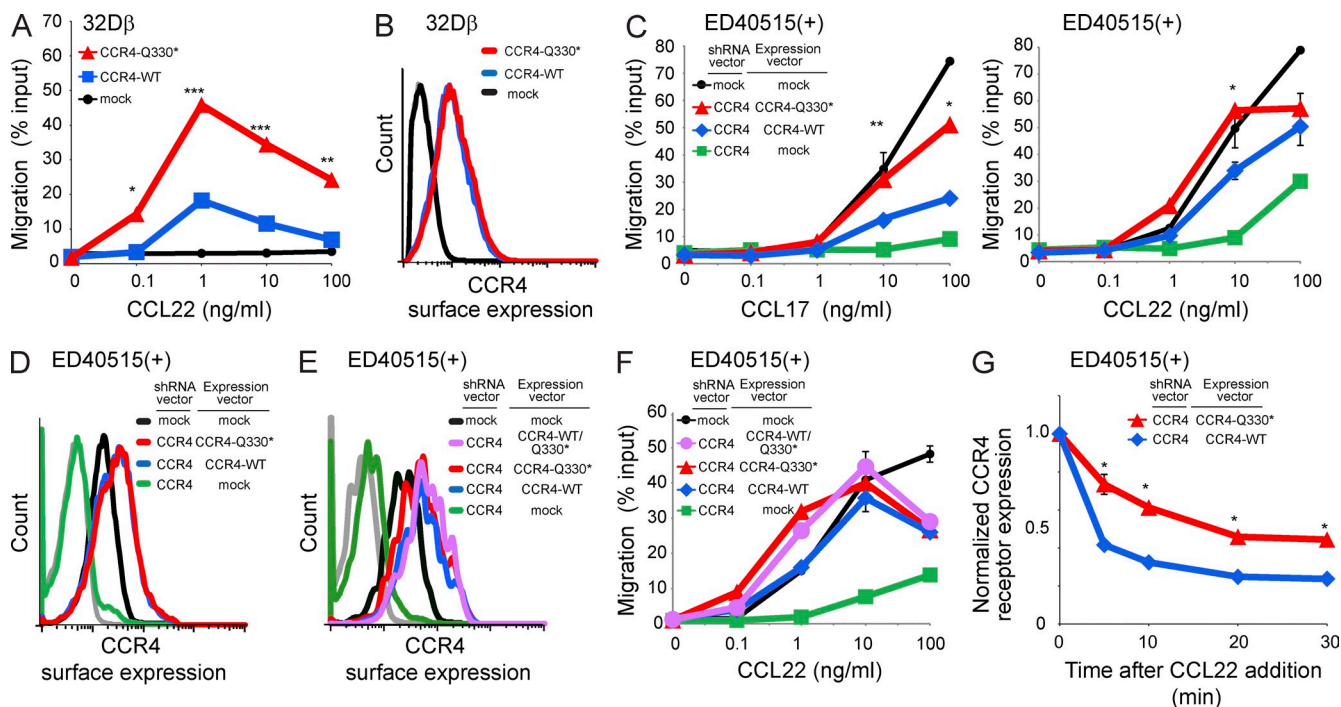 A
32Dβ
Migration (% input)
70
60
50
40
30
20
10
0
CCR4-Q330*
CCR4-WT
mock
*
***
***
**
0
0.1
1
10
100
CCL22 (ng/ml)
B
32Dβ
CCR4-Q330*
CCR4-WT
mock
Count
CCR4
surface expression
C
ED40515(+)
Migration (% input)
80
70
60
50
40
30
20
10
0
shRNA Expression
vector vector
mock mock
CCR4 CCR4-Q330*
CCR4 CCR4-WT
CCR4 mock
**
*
0
0.1
1
10
100
CCL17 (ng/ml)
ED40515(+)
80
70
60
50
40
30
20
10
0
*
0
0.1
1
10
100
CCL22 (ng/ml)
D
ED40515(+)
shRNA Expression
vector vector
mock mock
CCR4 CCR4-Q330*
CCR4 CCR4-WT
CCR4 mock
Count
CCR4
surface expression
E
ED40515(+)
shRNA Expression
vector vector
mock mock
CCR4 CCR4-WT/
Q330*
CCR4 CCR4-Q330*
CCR4 CCR4-WT
CCR4 mock
Count
CCR4
surface expression
F
ED40515(+)
shRNA Expression
vector vector
mock mock
CCR4 CCR4-WT/
Q330*
CCR4 CCR4-Q330*
CCR4 CCR4-WT
CCR4 mock
Migration (% input)
60
50
40
30
20
10
0
0
0.1
1
10
100
CCL22 (ng/ml)
G
ED40515(+)
shRNA Expression
vector vector
CCR4 CCR4-Q330*
CCR4 CCR4-WT
Normalized CCR4
receptor expression
1.0
0.5
0
*
*
*
*
0
10
20
30
Time after CCL22 addition
(min)